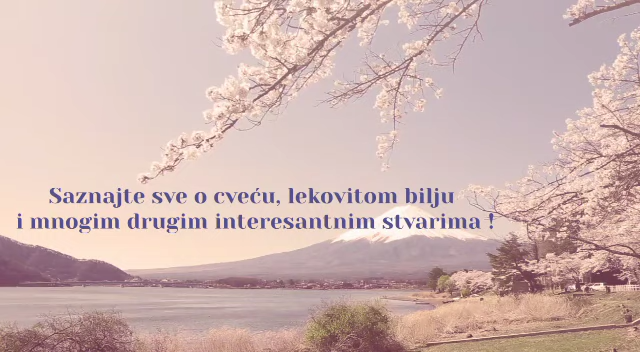 Saznajte sve o cveću, lekovitom bilju
i mnogim drugim interesantnim stvarima !